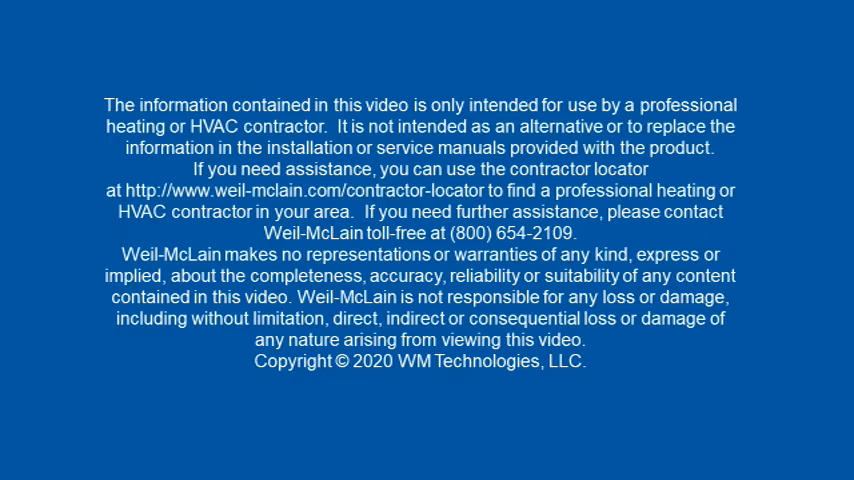 The information contained in this video is only intended for use by a professional
heating or HVAC contractor.  It is not intended as an alternative or to replace the
information in the installation or service manuals provided with the product.
If you need assistance, you can use the contractor locator
at http://www.weil-mclain.com/contractor-locator to find a professional heating or
HVAC contractor in your area.  If you need further assistance, please contact
Weil-McLain toll-free at (800) 654-2109.
Weil-McLain makes no representations or warranties of any kind, express or
implied, about the completeness, accuracy, reliability or suitability of any content
contained in this video. Weil-McLain is not responsible for any loss or damage,
including without limitation, direct, indirect or consequential loss or damage of
any nature arising from viewing this video.
Copyright © 2020 WM Technologies, LLC.